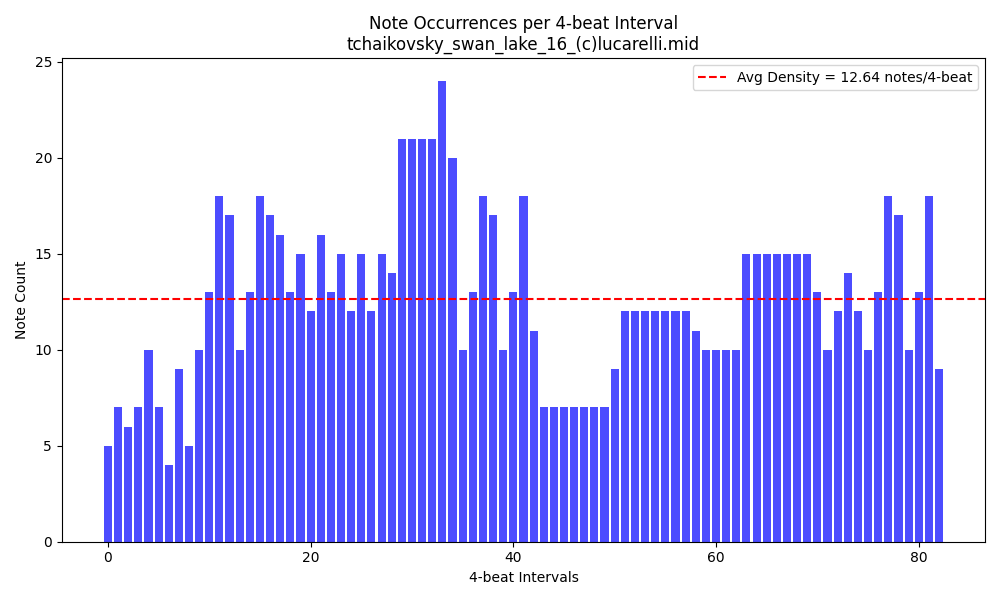 Note Occurrences per 4-beat Interval
tchaikovsky_swan_lake_16_(c)lucarelli.mid
Avg Density = 12.64 notes/4-beat
Note Count
25
20
15
10
5
0
0 20 40 60 80
4-beat Intervals